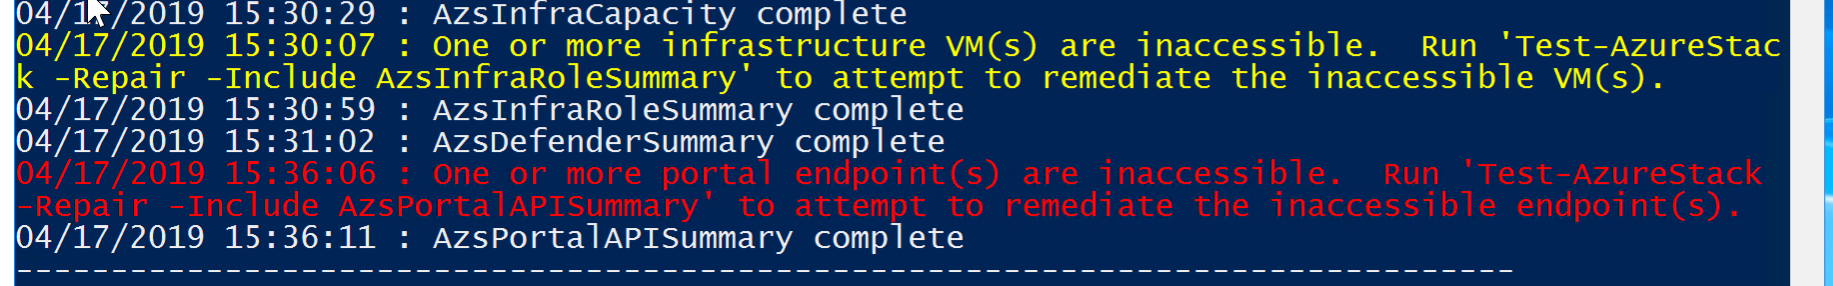 04/17/2019 15:30:29 : AzsInfraCapacity complete
04/17/2019 15:30:07 : One or more infrastructure VM(s) are inaccessible.  Run 'Test-AzureStac
k -Repair -Include AzsInfraRoleSummary' to attempt to remediate the inaccessible VM(s).
04/17/2019 15:30:59 : AzsInfraRoleSummary complete
04/17/2019 15:31:02 : AzsDefenderSummary complete
04/17/2019 15:36:06 : One or more portal endpoint(s) are inaccessible.  Run 'Test-AzureStack
-Repair -Include AzsPortalAPISummary' to attempt to remediate the inaccessible endpoint(s).
04/17/2019 15:36:11 : AzsPortalAPISummary complete
-------------------------------------------------------------------------------